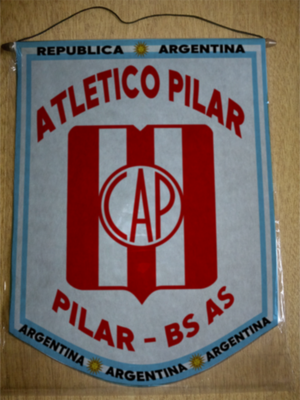 REPUBLICA ARGENTINA
ATLETICO PILAR
CAP
PILAR - BS AS
ARGENTINA ARGENTINA ARGENTINA